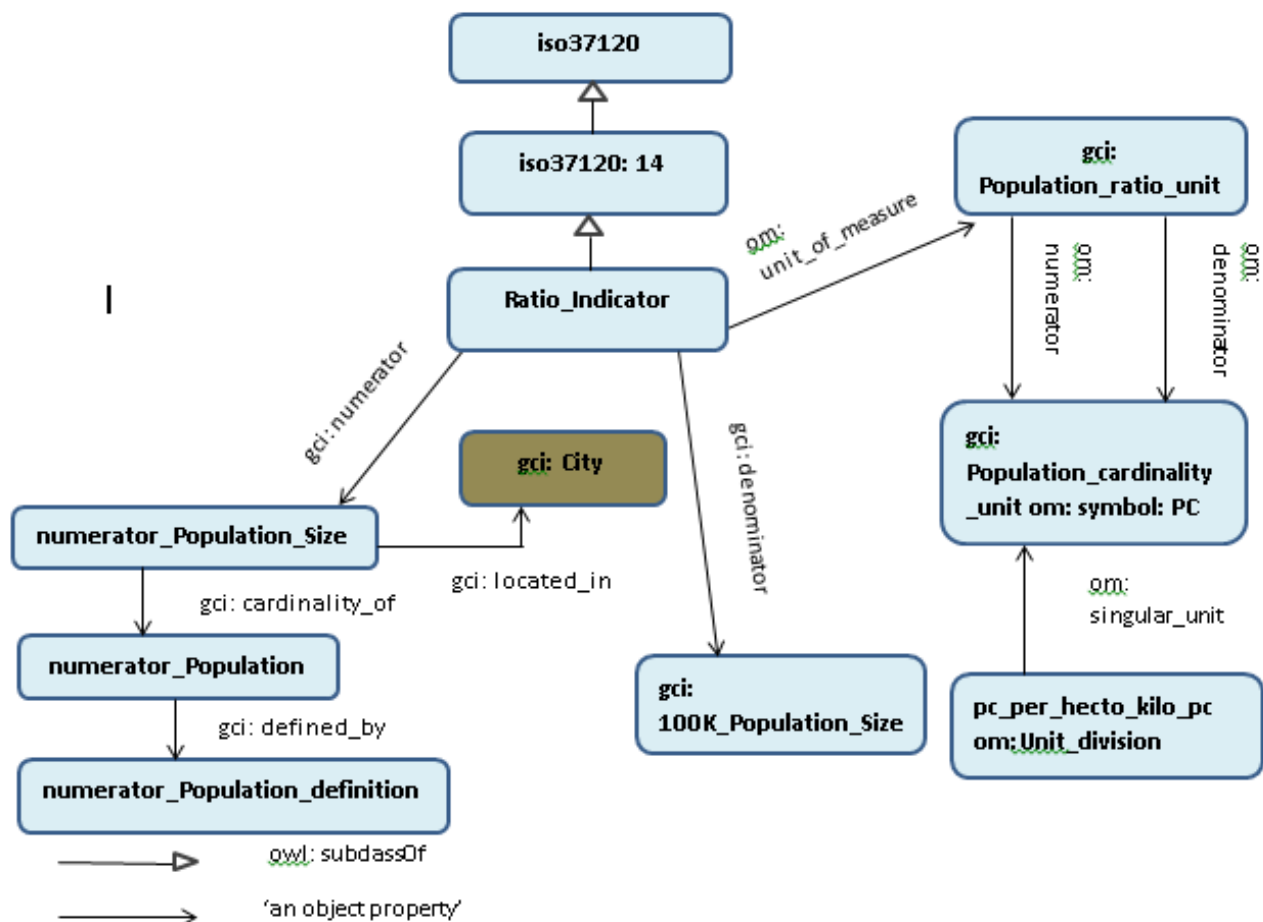 iso37120
iso37120: 14
gci:
Population_ratio_unit
om:
unit_of_measure
om:
numerator
om:
denominator
Ratio_Indicator
gci:numerator
gci: City
gci:denominator
gci:
Population_cardinality
_unit om: symbol: PC
numerator_Population_Size
gci: located_in
gci: cardinality_of
om:
singular_unit
numerator_Population
gci:
100K_Population_Size
pc_per_hecto_kilo_pc
om:Unit_division
gci: defined_by
numerator_Population_definition
owl: subdassOf
‘an object property’